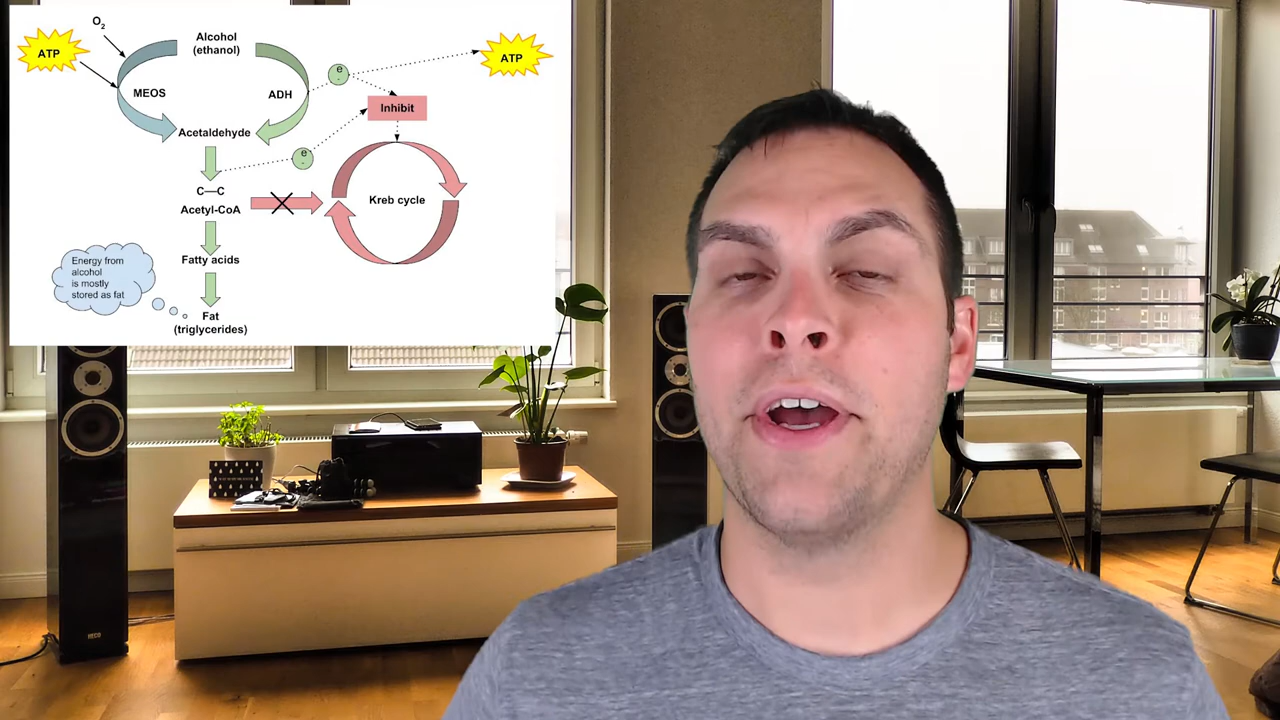 O2
Alcohol
(ethanol)
ATP
e
-
ATP
MEOS
ADH
Inhibit
Acetaldehyde
e
-
C—C
Acetyl-CoA
Kreb cycle
Fatty acids
Energy from
alcohol
is mostly
stored as fat
Fat
(triglycerides)